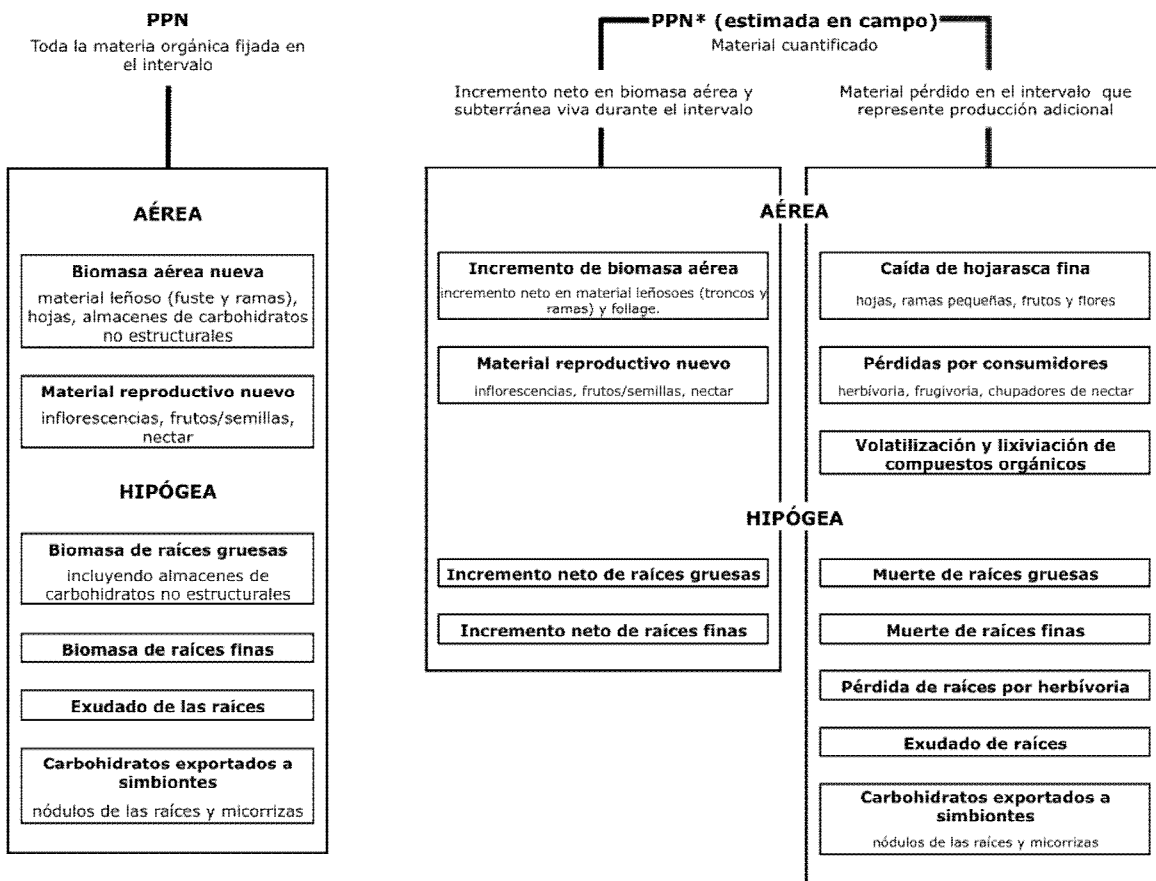 PPN
Toda la materia orgánica fijada en
el intervalo
AÉREA
Biomasa aérea nueva
material leñoso (fuste y ramas),
hojas, almacenes de carbohidratos
no estructurales
Material reproductivo nuevo
inflorescencias, frutos/semillas,
nectar
HIPÓGEA
Biomasa de raíces gruesas
incluyendo almacenes de
carbohidratos no estructurales
Biomasa de raíces finas
Exudado de las raíces
Carbohidratos exportados a
simbiontes
nódulos de las raíces y micorrizas
PPN* (estimada en campo)
Material cuantificado
Incremento neto en biomasa aérea y
subterránea viva durante el intervalo
Material pérdido en el intervalo que
represente producción adicional
AÉREA
Incremento de biomasa aérea
incremento neto en material leñosoes (troncos y
ramas) y follage.
Material reproductivo nuevo
inflorescencias, frutos/semillas, nectar
Caída de hojarasca fina
hojas, ramas pequeñas, frutos y flores
Pérdidas por consumidores
herbívoria, frugivoria, chupadores de nectar
Volatilización y lixiviación de
compuestos orgánicos
HIPÓGEA
Incremento neto de raíces gruesas
Incremento neto de raíces finas
Muerte de raíces gruesas
Muerte de raíces finas
Pérdida de raíces por herbívoria
Exudado de raíces
Carbohidratos exportados a
simbiontes
nódulos de las raíces y micorrizas